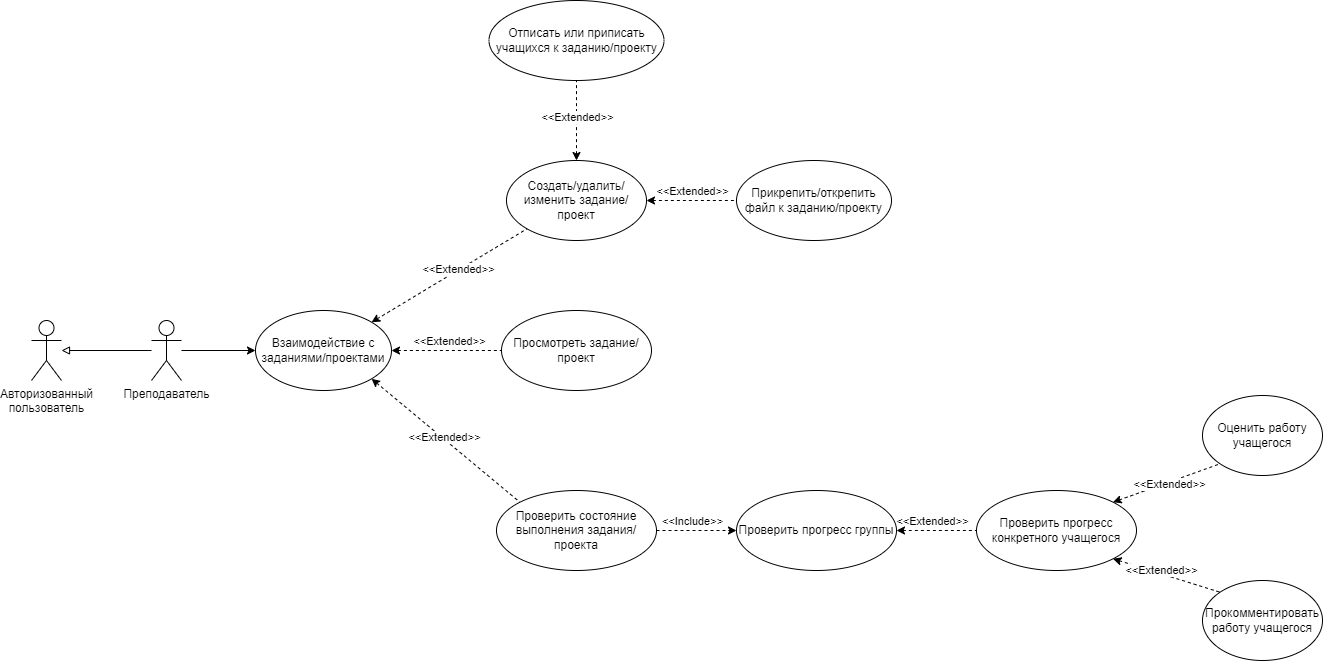 Отписать или приписать
учащихся к заданию/проекту
<<Extended>>
Создать/удалить/
изменить задание/
проект
<<Extended>>
Прикрепить/открепить
файл к заданию/проекту
<<Extended>>
Авторизованный
пользователь
Преподаватель
Взаимодействие с
заданиями/проектами
<<Extended>>
Просмотреть задание/
проект
<<Extended>>
Проверить состояние
выполнения задания/
проекта
<<Include>>
Проверить прогресс группы
<<Extended>>
Проверить прогресс
конкретного учащегося
<<Extended>>
Оценить работу
учащегося
<<Extended>>
Прокомментировать
работу учащегося